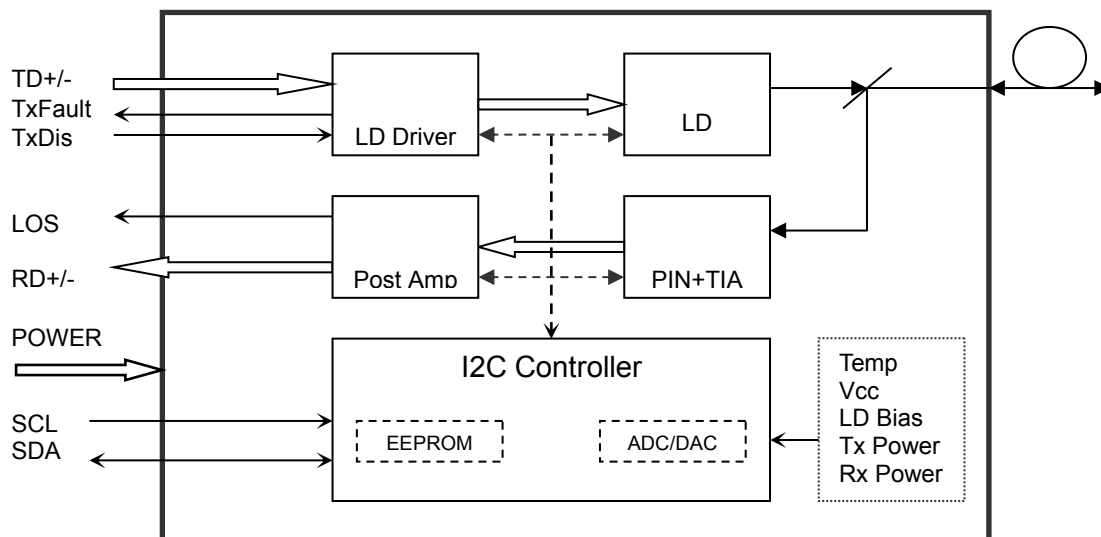 TD+/-
TxFault
TxDis
LD Driver
LD
LOS
RD+/-
Post Amp
PIN+TIA
POWER
SCL
SDA
I2C Controller
EEPROM
ADC/DAC
Temp
Vcc
LD Bias
Tx Power
Rx Power